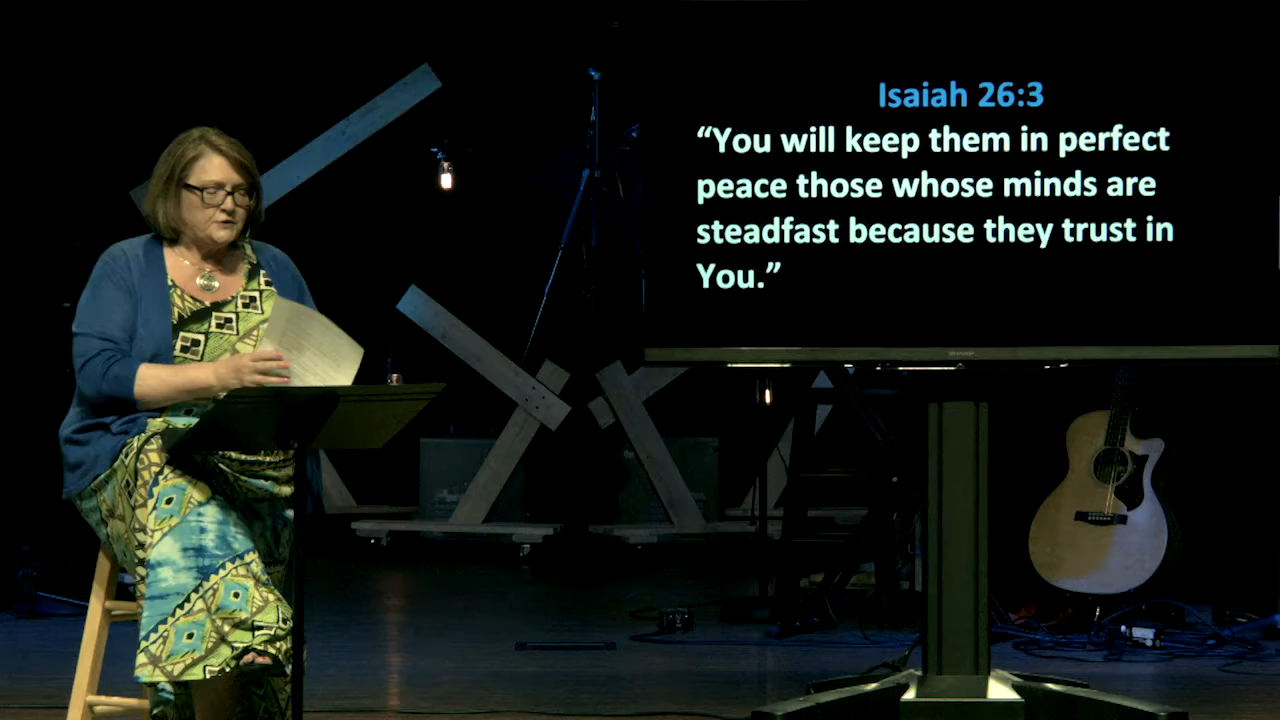 Isaiah 26:3
“You will keep them in perfect
peace those whose minds are
steadfast because they trust in
You.”